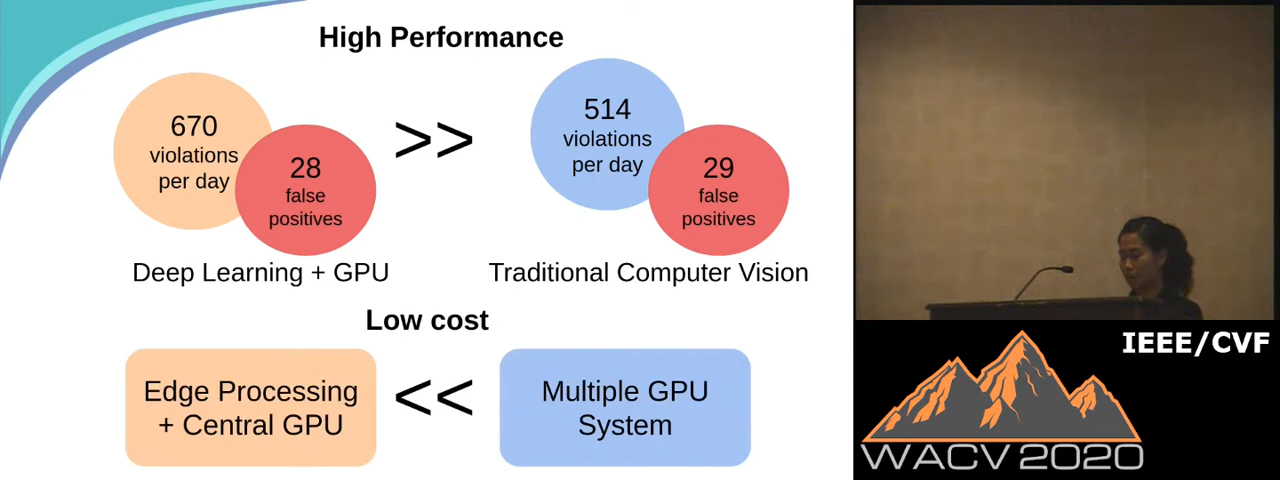 High Performance
670
violations
per day
28
false
positives
>>
514
violations
per day
29
false
positives
Deep Learning + GPU
Traditional Computer Vision
Low cost
Edge Processing
+ Central GPU
<<
Multiple GPU
System
IEEE/CVF
WACV 2020